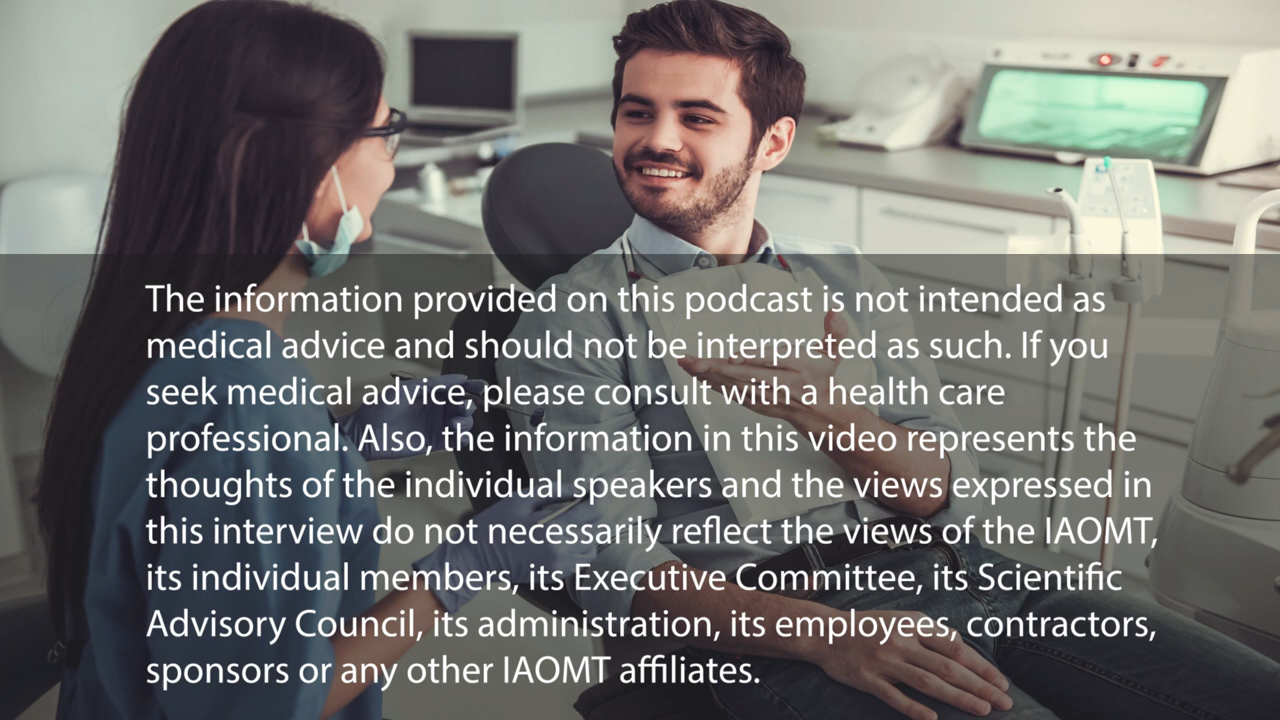 The information provided on this podcast is not intended as
medical advice and should not be interpreted as such. If you
seek medical advice, please consult with a health care
professional. Also, the information in this video represents the
thoughts of the individual speakers and the views expressed in
this interview do not necessarily reflect the views of the IAOMT,
its individual members, its Executive Committee, its Scientific
Advisory Council, its administration, its employees, contractors,
sponsors or any other IAOMT affiliates.